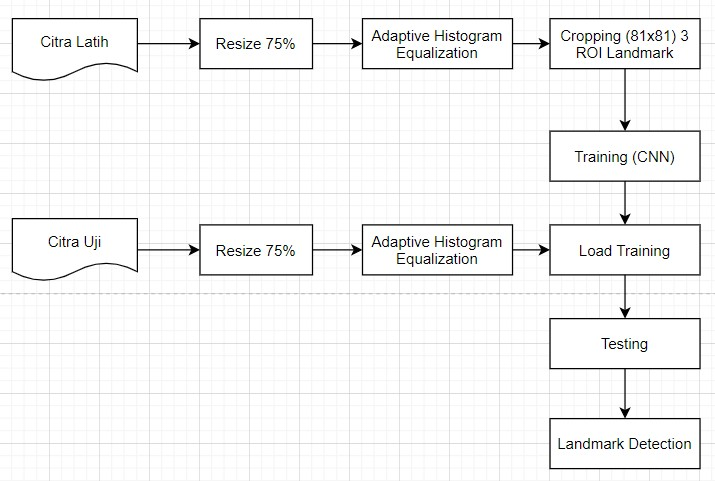 Citra Latih
Resize 75%
Adaptive Histogram
Equalization
Cropping (81x81) 3
ROI Landmark
Training (CNN)
Citra Uji
Resize 75%
Adaptive Histogram
Equalization
Load Training
Testing
Landmark Detection